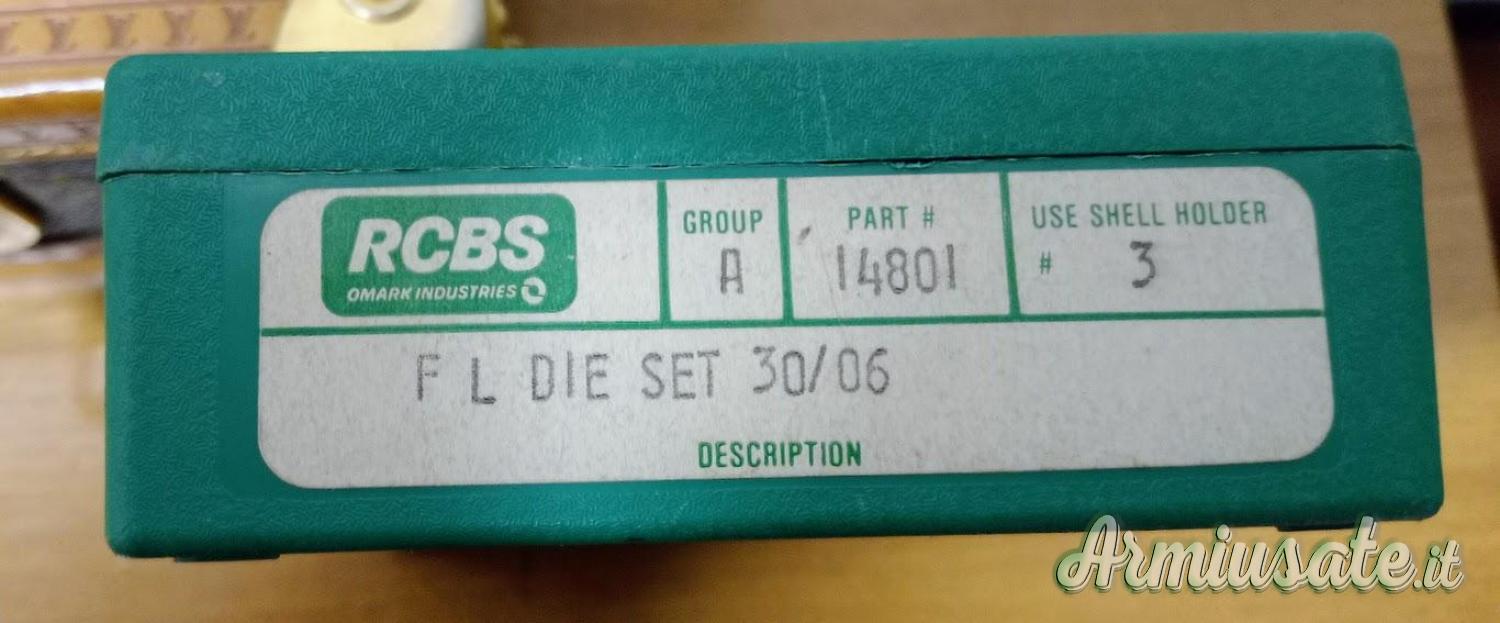 RCBS
OMARK INDUSTRIES
GROUP
A
PART #
14801
USE SHELL HOLDER
# 3
F L DIE SET 30/06
DESCRIPTION
Armiusate.it